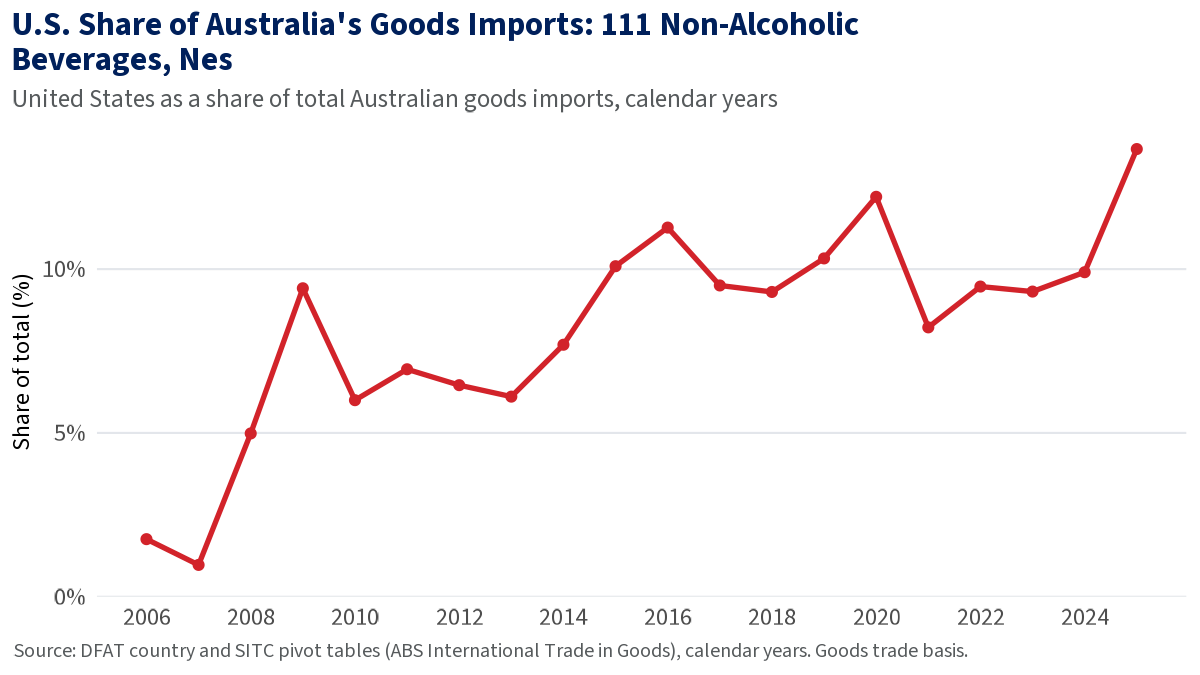 U.S. Share of Australia's Goods Imports: 111 Non-Alcoholic
Beverages, Nes
United States as a share of total Australian goods imports, calendar years
Share of total (%)
10%
5%
0%
2006 2008 2010 2012 2014 2016 2018 2020 2022 2024
Source: DFAT country and SITC pivot tables (ABS International Trade in Goods), calendar years. Goods trade basis.